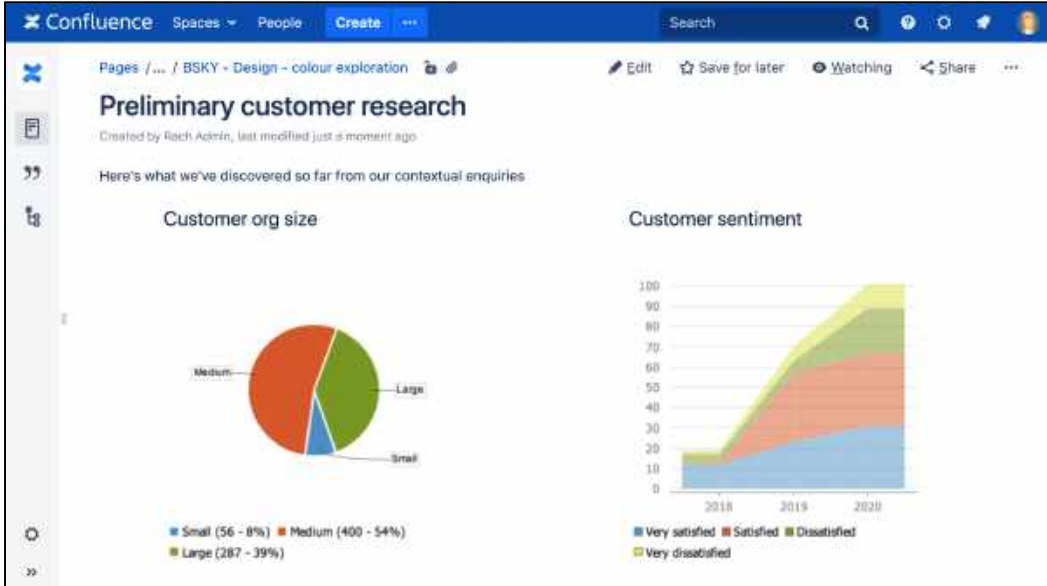 Confluence Spaces People Create ··· Search
Pages /... / BSKY - Design - colour exploration Edit Save for later Watching Share ···
Preliminary customer research
Created by Rach Admin, last modified just a moment ago
Here's what we've discovered so far from our contextual enquiries
Customer org size
Medium
Large
Small
Small (56 - 8%) Medium (400 - 54%)
Large (287 - 39%)
Customer sentiment
100
90
80
70
60
50
40
30
20
10
0
2018 2019 2020
Very satisfied Satisfied Dissatisfied
Very dissatisfied